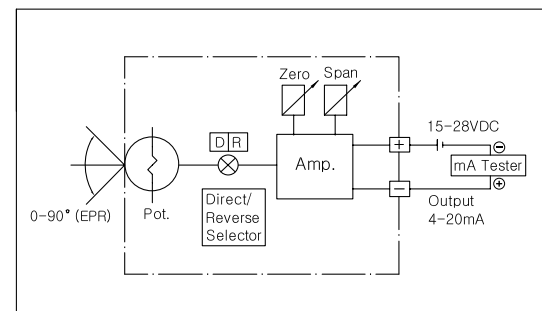 Zero Span
D R
Amp.
+
15-28VDC
⊖
mA Tester
⊕
−
Output
4-20mA
0-90° (EPR)
Pot.
Direct/
Reverse
Selector